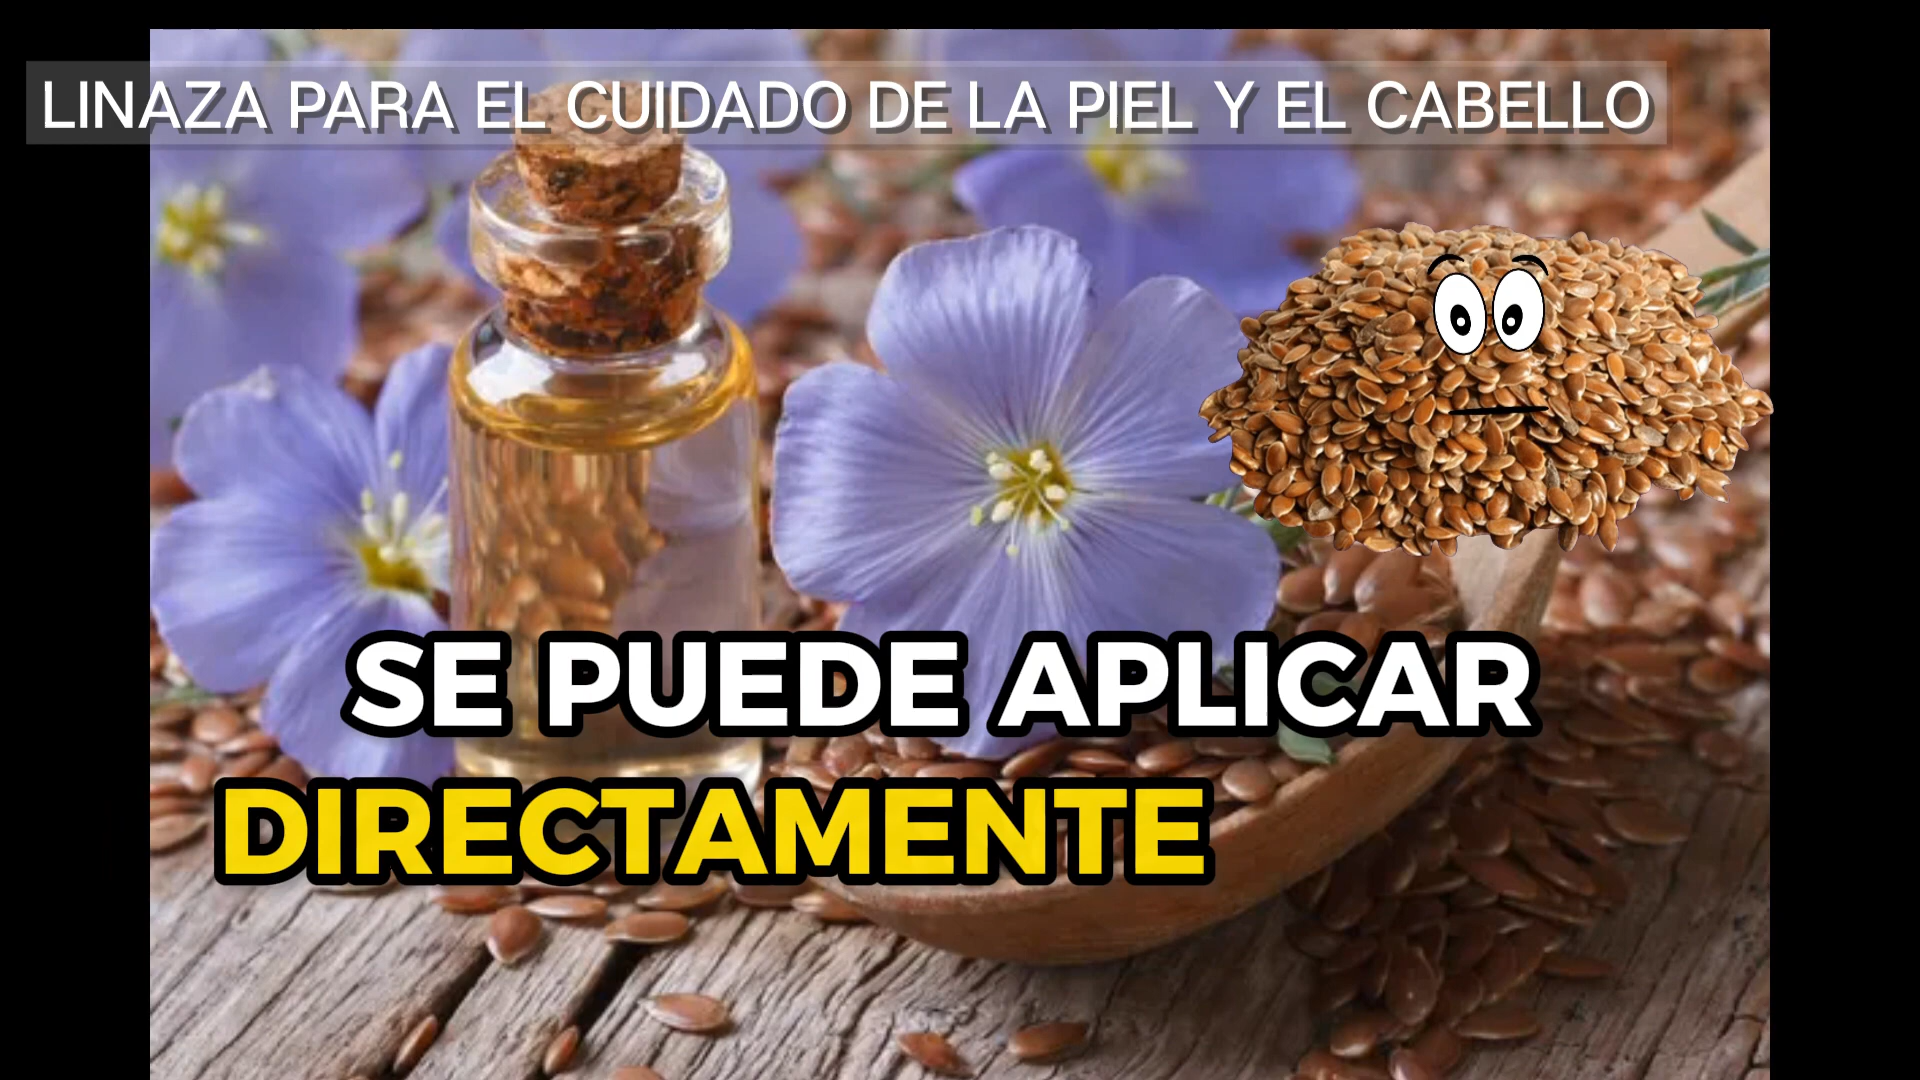 LINAZA PARA EL CUIDADO DE LA PIEL Y EL CABELLO
SE PUEDE APLICAR
DIRECTAMENTE